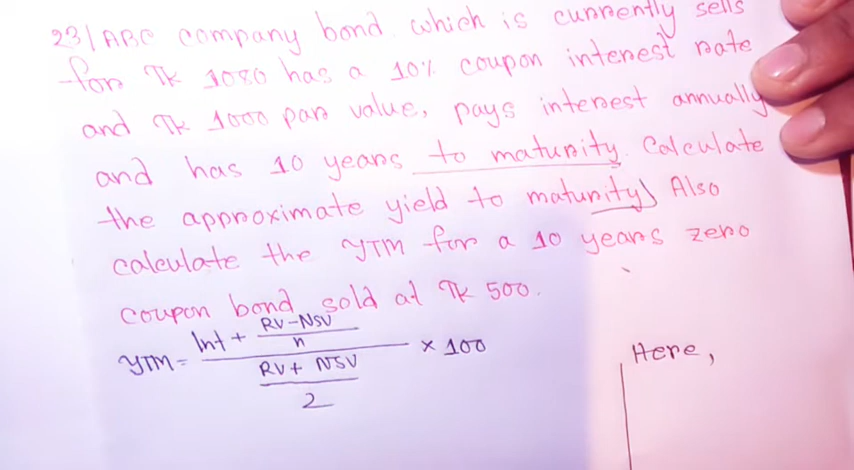 23/ ABC company bond which is currently sells
for Tk 1080 has a 10% coupon interest rate
and Tk 1000 par value, pays interest annually
and has 10 years to maturity. Calculate
the approximate yield to maturity) Also
calculate the YTM for a 10 years zero
coupon bond sold at Tk 500.
YTM = Int + RV-NSV
n
RV + NSV
2
× 100
Here,